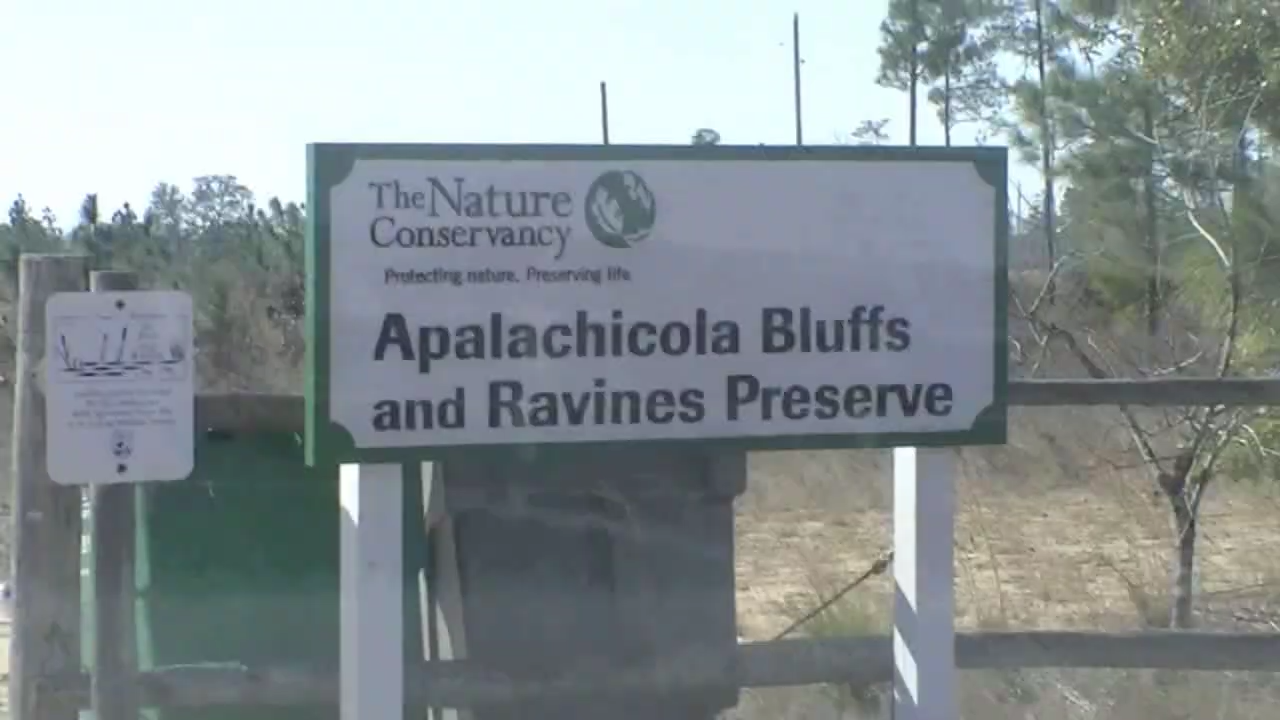 The Nature
Conservancy
Protecting nature. Preserving life.
Apalachicola Bluffs
and Ravines Preserve